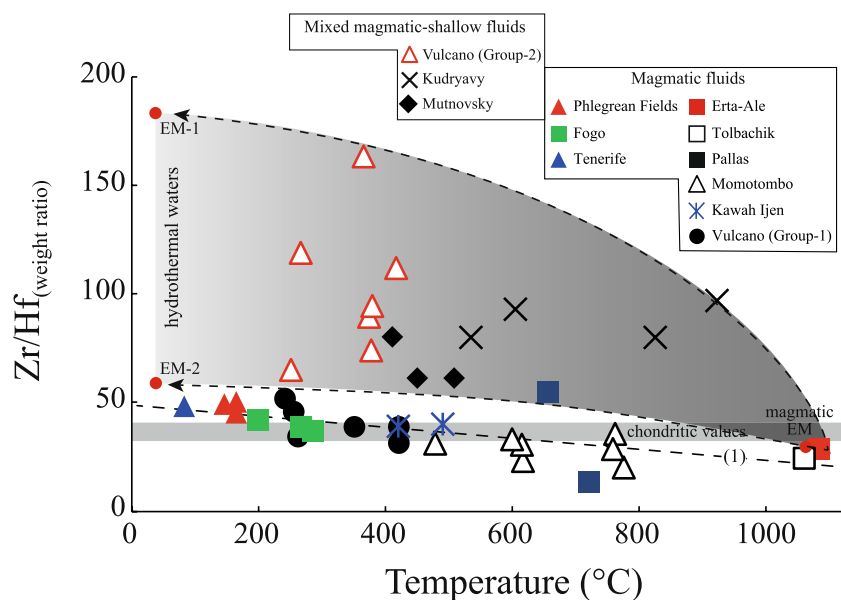 Mixed magmatic-shallow fluids
Vulcano (Group-2)
Kudryavy
Mutnovsky
Magmatic fluids
Phlegrean Fields
Erta-Ale
Fogo
Tolbachik
Tenerife
Pallas
Momotombo
Kawah Ijen
Vulcano (Group-1)
200
150
100
50
0
Zr/Hf(weight ratio)
EM-1
hydrothermal waters
EM-2
magmatic
EM
chondritic values
(1)
0
200
400
600
800
1000
Temperature (°C)